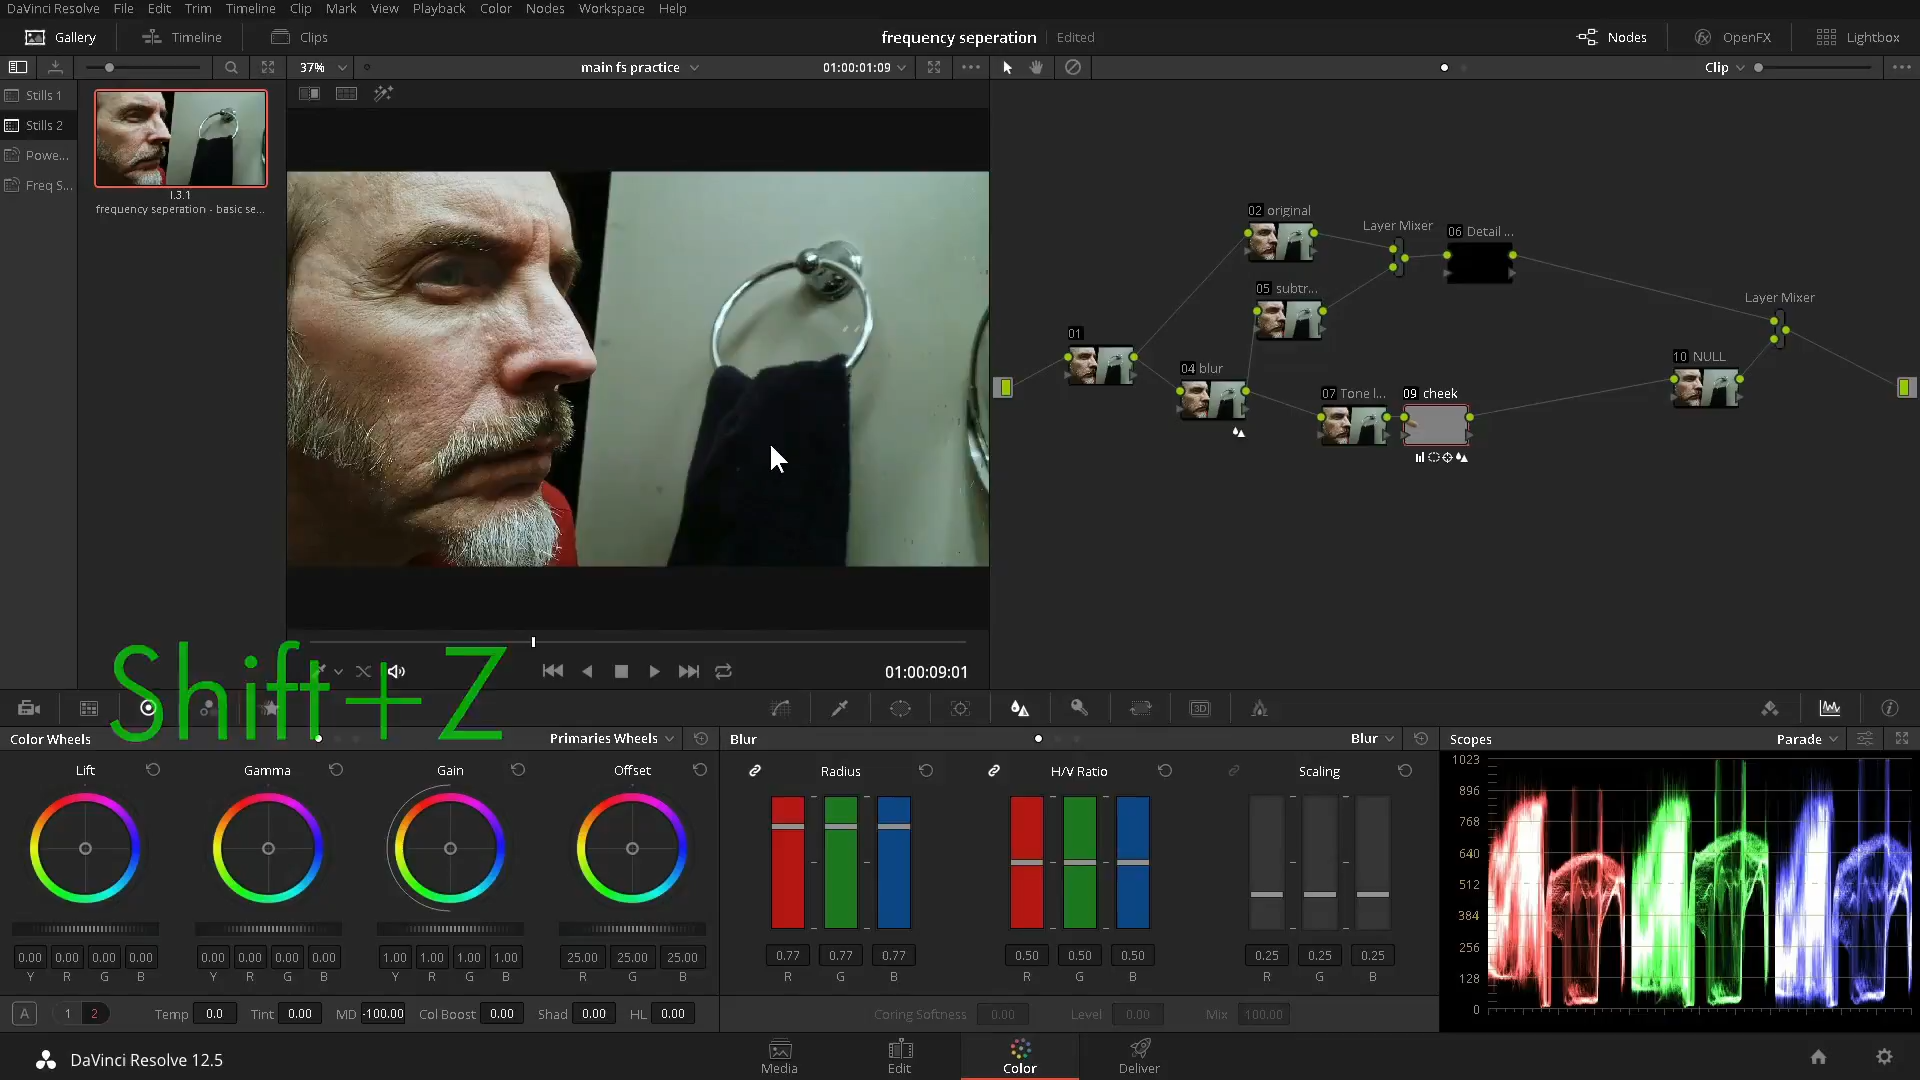 DaVinci Resolve File Edit Trim Timeline Clip Mark View Playback Color Nodes Workspace Help
Gallery Timeline Clips frequency seperation Edited Nodes OpenFX Lightbox
37% main fs practice 01:00:01:09 Clip
Stills 1
Stills 2
Powe...
Freq S...
1.3.1
frequency seperation - basic se...
02 original
Layer Mixer
06 Detail ...
05 subtr...
Layer Mixer
01
04 blur
10 NULL
07 Tone l...
09 cheek
01:00:09:01
Shift+Z
Color Wheels Primaries Wheels Blur Blur Scopes Parade
Lift Gamma Gain Offset Radius H/V Ratio Scaling
1023
896
768
640
512
384
256
128
0
0.00 0.00 0.00 0.00 0.00 0.00 0.00 0.00 1.00 1.00 1.00 1.00 25.00 25.00 25.00 0.77 0.77 0.77 0.50 0.50 0.50 0.25 0.25 0.25
Y R G B Y R G B Y R G B R G B R G B R G B R G B
A 1 2 Temp 0.0 Tint 0.00 MD -100.00 Col Boost 0.00 Shad 0.00 HL 0.00 Coring Softness 0.00 Level 0.00 Mix 100.00
DaVinci Resolve 12.5 Media Edit Color Deliver
3D